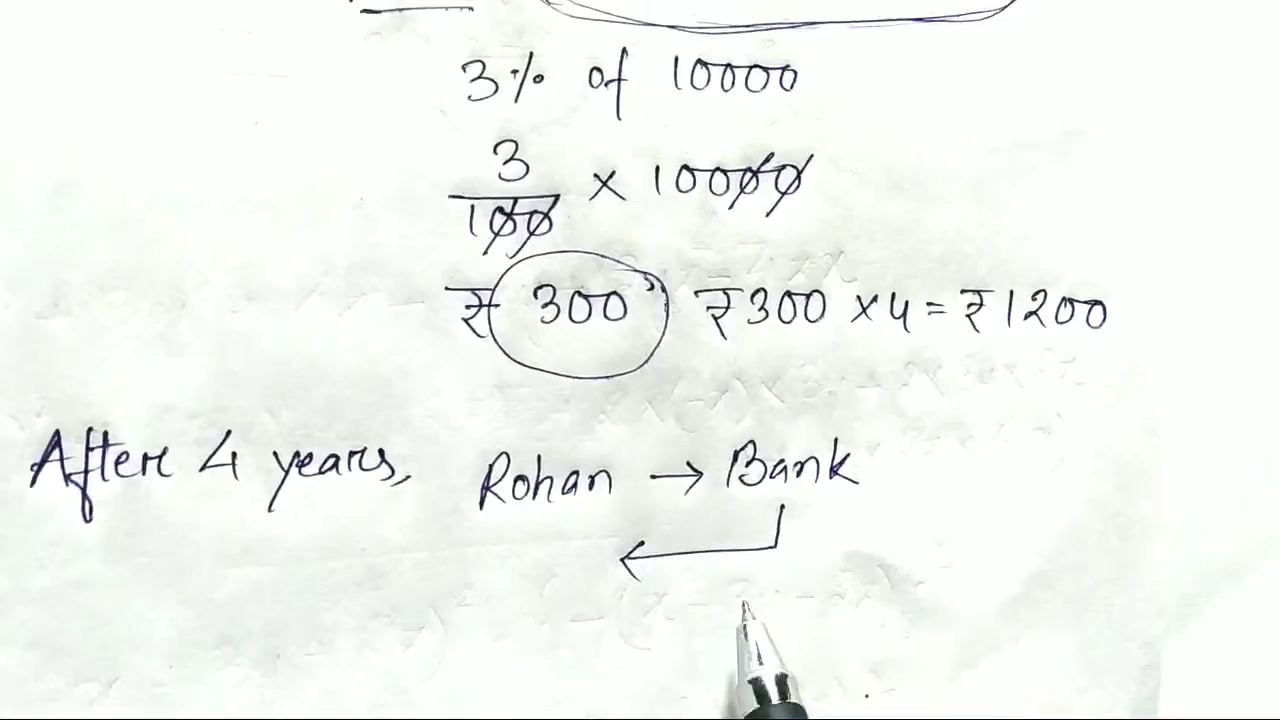 3% of 10000
3/100 × 10000
₹ 300 ₹300 ×4 = ₹1200
After 4 years, Rohan → Bank